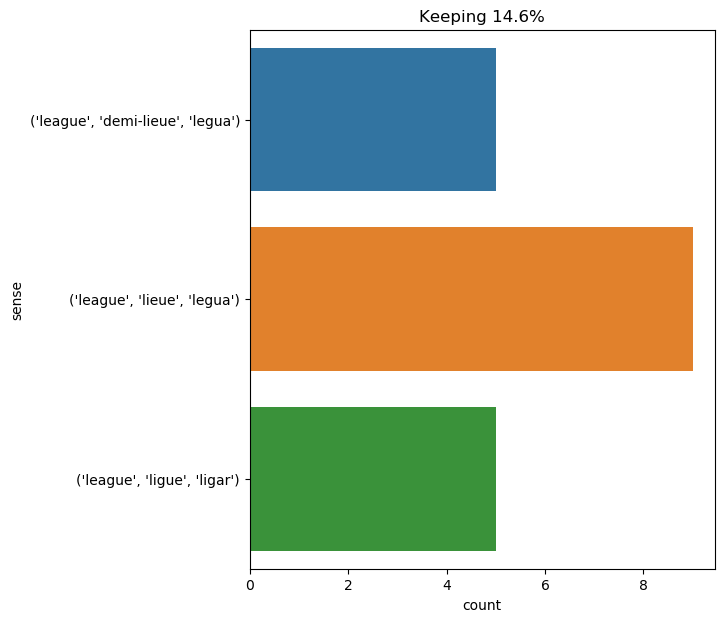 Keeping 14.6%
('league', 'demi-lieue', 'legua')
('league', 'lieue', 'legua')
('league', 'ligue', 'ligar')
sense
0 2 4 6 8
count